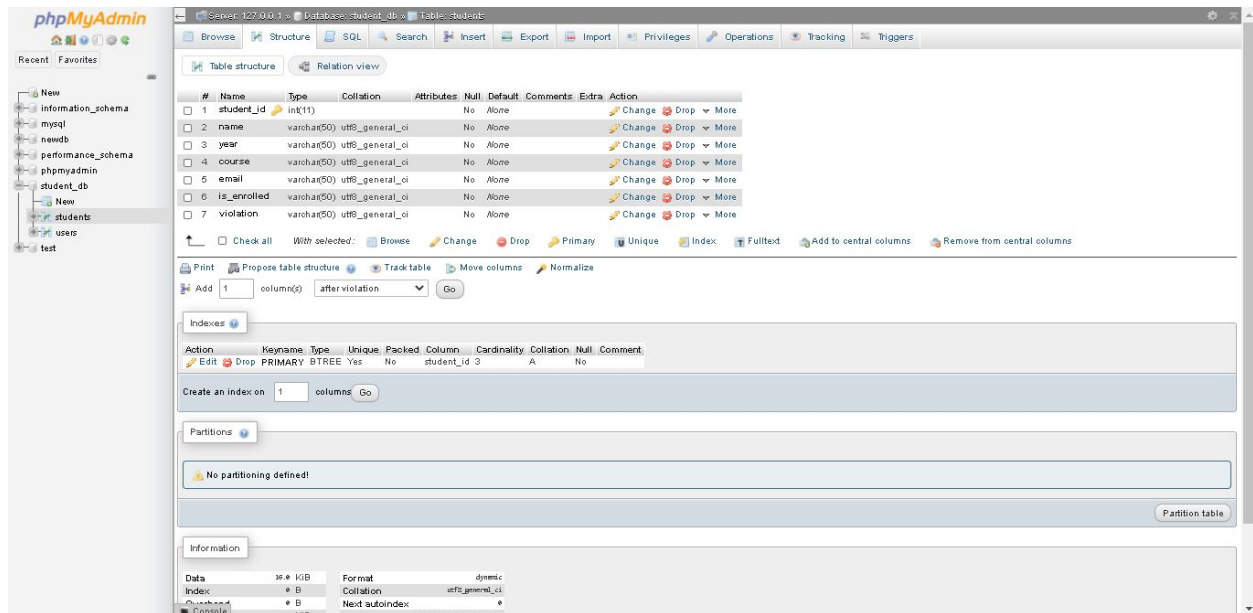 phpMyAdmin
Recent Favorites
New
information_schema
mysql
newdb
performance_schema
phpmyadmin
student_db
New
students
users
test
Server: 127.0.0.1 » Database: student_db » Table: students
Browse Structure SQL Search Insert Export Import Privileges Operations Tracking Triggers
Table structure Relation view
# Name Type Collation Attributes Null Default Comments Extra Action
1 student_id int(11) No None Change Drop More
2 name varchar(50) utf8_general_ci No None Change Drop More
3 year varchar(50) utf8_general_ci No None Change Drop More
4 course varchar(50) utf8_general_ci No None Change Drop More
5 email varchar(50) utf8_general_ci No None Change Drop More
6 is_enrolled varchar(50) utf8_general_ci No None Change Drop More
7 violation varchar(50) utf8_general_ci No None Change Drop More
Check all With selected: Browse Change Drop Primary Unique Index Fulltext Add to central columns Remove from central columns
Print Propose table structure Track table Move columns Normalize
Add 1 column(s) after violation Go
Indexes
Action Keyname Type Unique Packed Column Cardinality Collation Null Comment
Edit Drop PRIMARY BTREE Yes No student_id 3 A No
Create an index on 1 columns Go
Partitions
No partitioning defined!
Partition table
Information
Data 16.0 KiB Format dynamic
Index 0 B Collation utf8_general_ci
0 B Next autoindex 0
Console